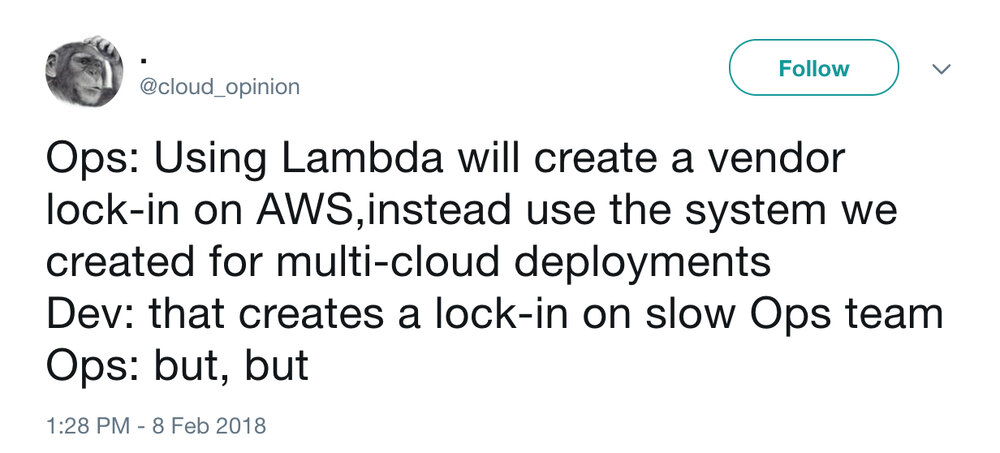 .
@cloud_opinion
Follow
Ops: Using Lambda will create a vendor
lock-in on AWS,instead use the system we
created for multi-cloud deployments
Dev: that creates a lock-in on slow Ops team
Ops: but, but
1:28 PM - 8 Feb 2018